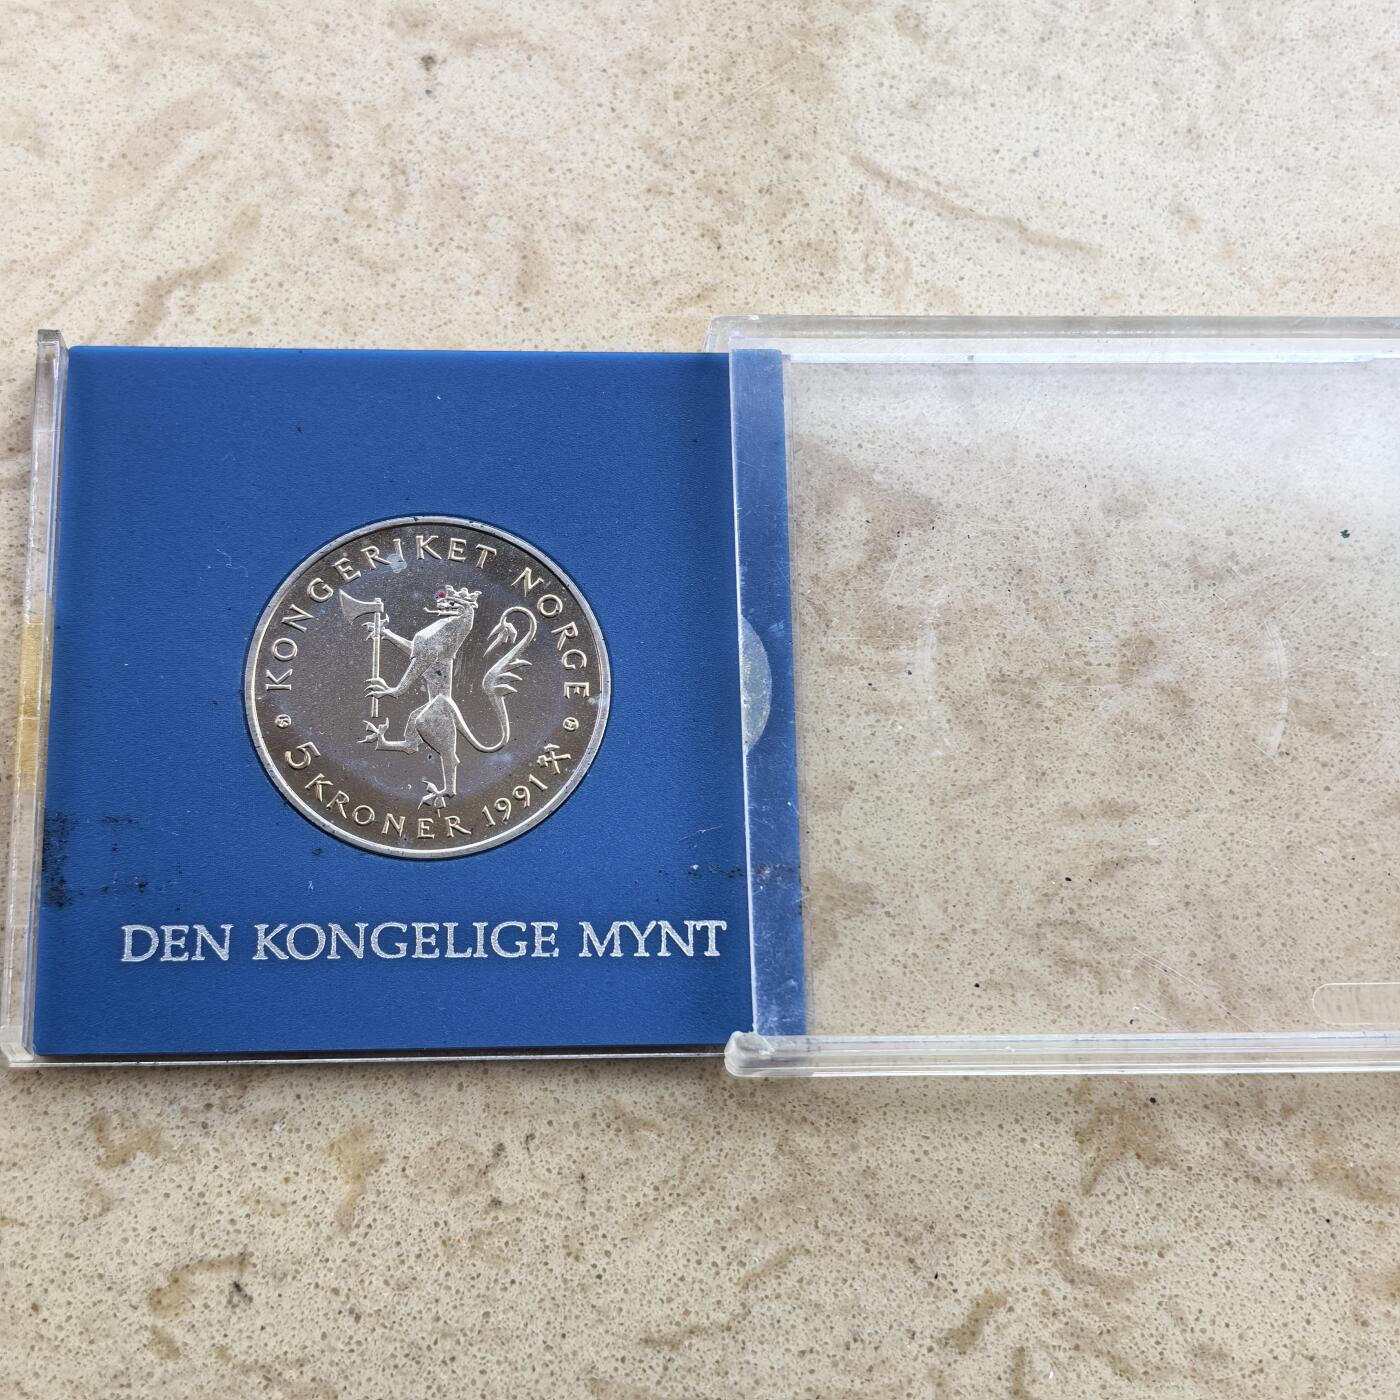 KONGERIKET NORGE
5 KRONER 1991
DEN KONGELIGE MYNT